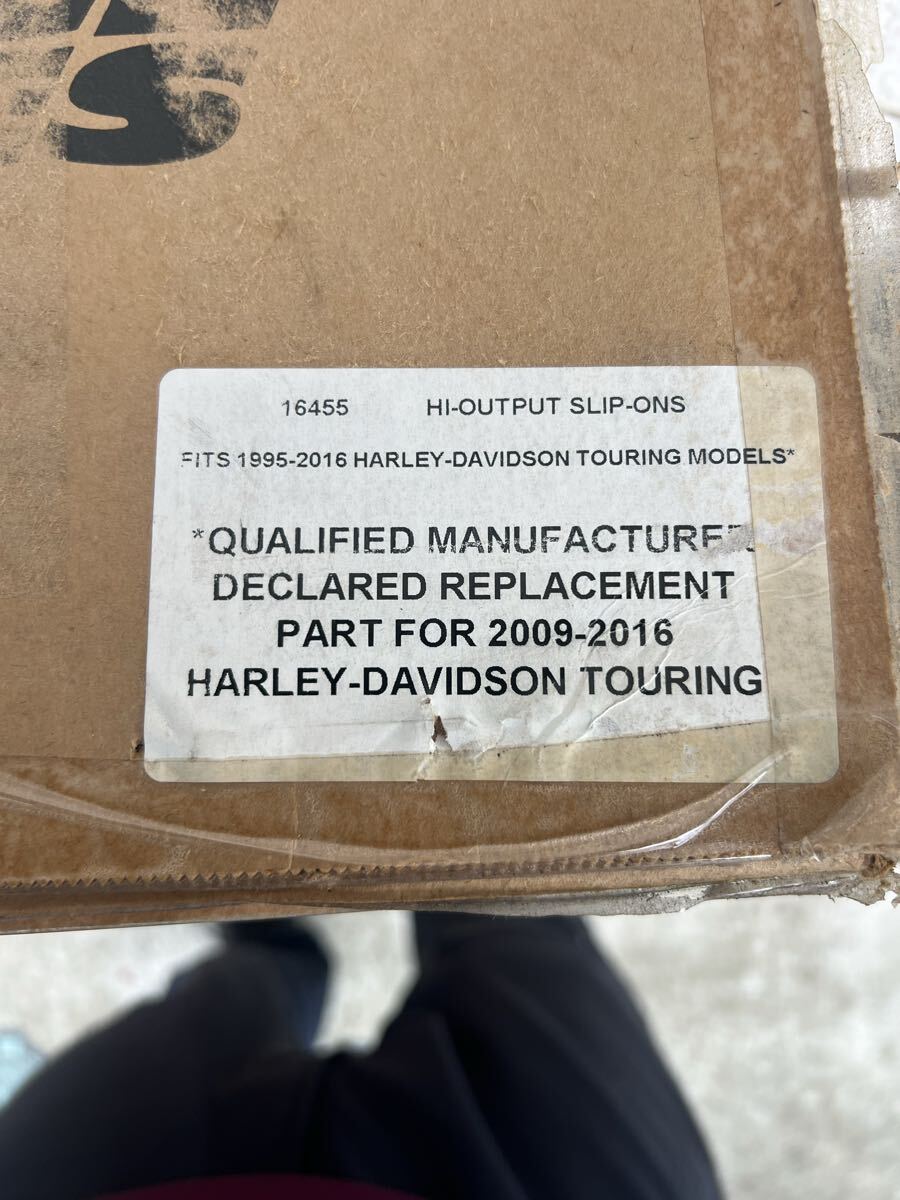 16455 HI-OUTPUT SLIP-ONS
FITS 1995-2016 HARLEY-DAVIDSON TOURING MODELS*
*QUALIFIED MANUFACTURER
DECLARED REPLACEMENT
PART FOR 2009-2016
HARLEY-DAVIDSON TOURING